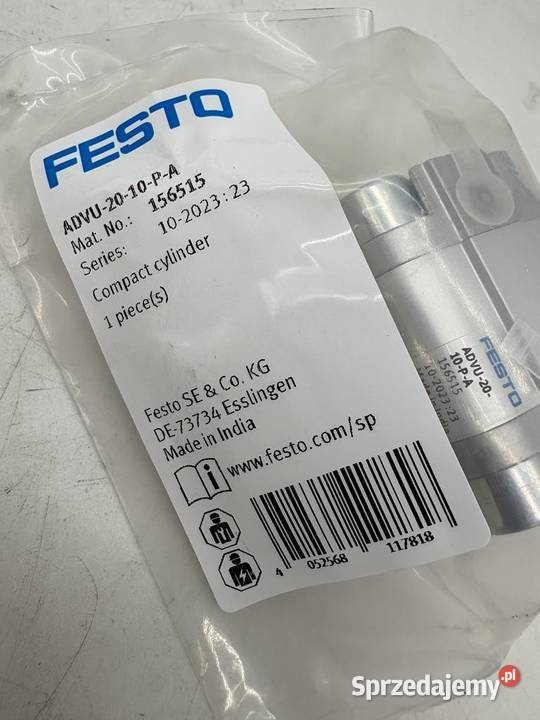 FESTO
ADVU-20-10-P-A
Mat. No.: 156515
Series: 10-2023:23
Compact cylinder
1 piece(s)
Festo SE & Co. KG
DE-73734 Esslingen
Made in India
www.festo.com/sp
4 052568 117818
FESTO
ADVU-20-
10-P-A
156515
10-2023:23
in India
Sprzedajemy.pl